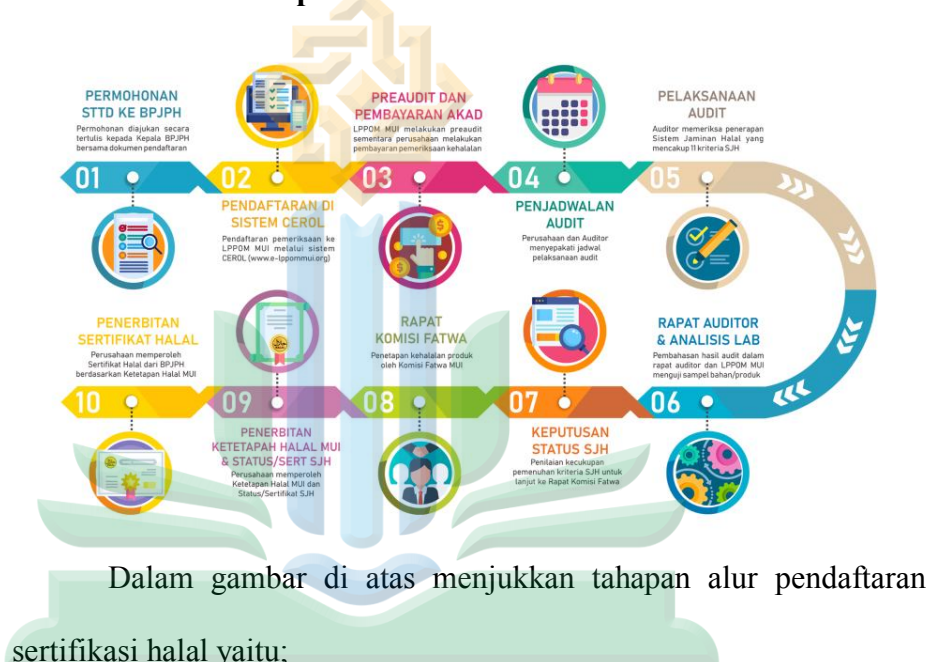 PERMOHONAN
STTD KE BPJPH
Permohonan diajukan secara
tertulis kepada Kepala BPJPH
bersama dokumen pendaftaran
01
02
PENDAFTARAN DI
SISTEM CEROL
Pendaftaran pemeriksaan ke
LPPOM MUI melalui sistem
CEROL (www.e-lppommui.org)
PREAUDIT DAN
PEMBAYARAN AKAD
LPPOM MUI melakukan preaudit
sementara perusahaan melakukan
pembayaran pemeriksaan kehalalan
03
04
PENJADWALAN
AUDIT
Perusahaan dan Auditor
menyepakati jadwal
pelaksanaan audit
PELAKSANAAN
AUDIT
Auditor memeriksa penerapan
Sistem Jaminan Halal yang
mencakup 11 kriteria SJH
05
RAPAT AUDITOR
& ANALISIS LAB
Pembahasan hasil audit dalam
rapat auditor dan LPPOM MUI
menguji sampel bahan/produk
06
07
KEPUTUSAN
STATUS SJH
Penilaian kecukupan
pemenuhan kriteria SJH untuk
lanjut ke Rapat Komisi Fatwa
RAPAT
KOMISI FATWA
Penetapan kehalalan produk
oleh Komisi Fatwa MUI
08
09
PENERBITAN
KETETAPAH HALAL MUI
& STATUS/SERT SJH
Perusahaan memperoleh
Ketetapan Halal MUI dan
Status/Sertifikat SJH
PENERBITAN
SERTIFIKAT HALAL
Perusahaan memperoleh
Sertifikat Halal dari BPJPH
berdasarkan Ketetapan Halal MUI
10
Dalam gambar di atas menjukkan tahapan alur pendaftaran
sertifikasi halal yaitu;